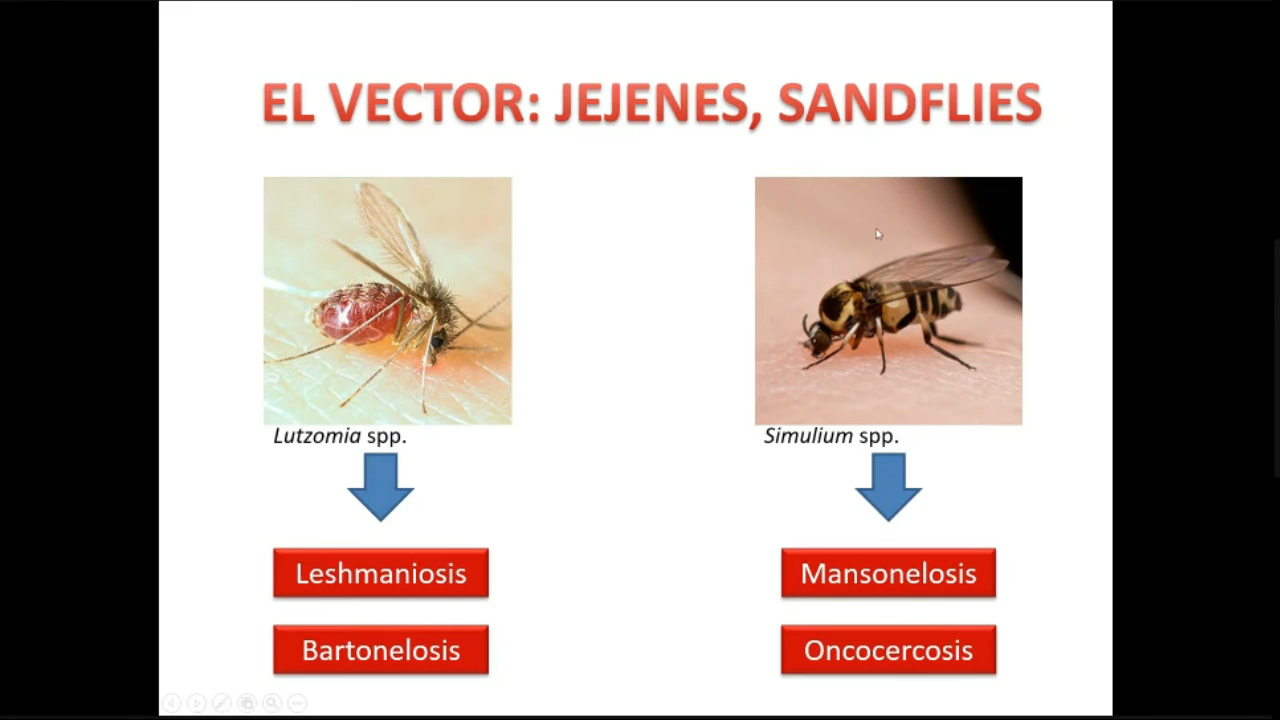 EL VECTOR: JEJENES, SANDFLIES
Lutzomia spp.
Simulium spp.
Leshmaniosis
Mansonelosis
Bartonelosis
Oncocercosis